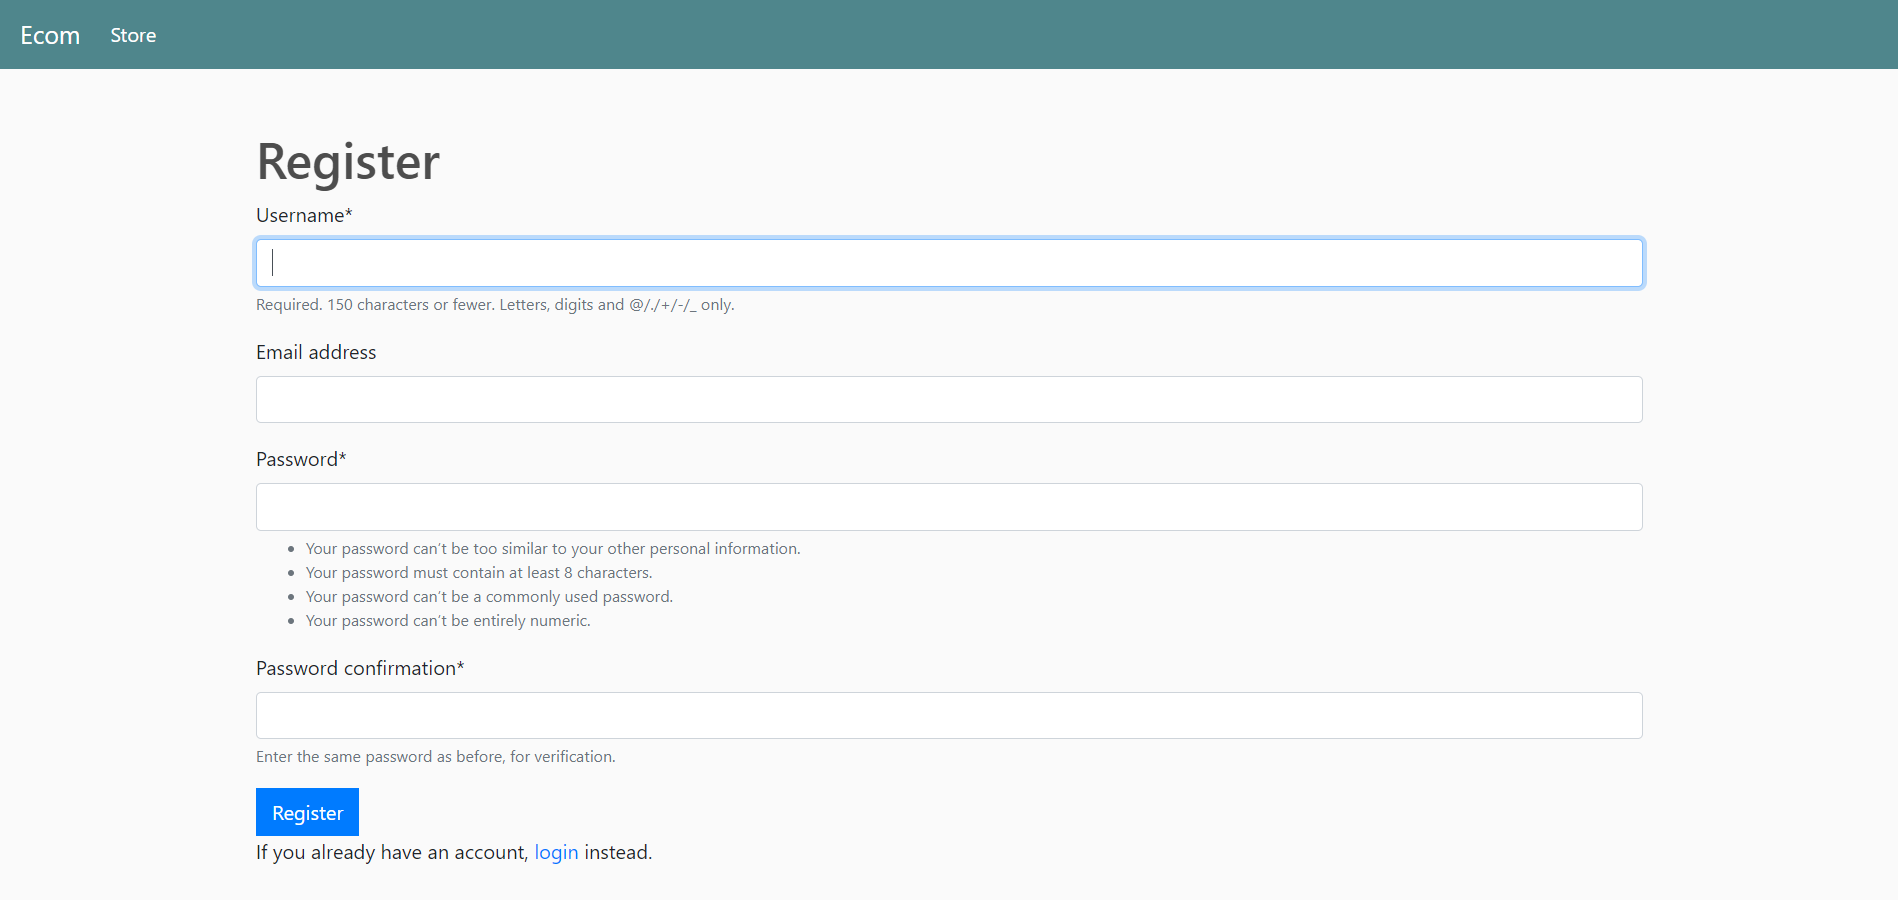 Ecom Store
Register
Username*
Required. 150 characters or fewer. Letters, digits and @/./+/-/_ only.
Email address
Password*
Your password can’t be too similar to your other personal information.
Your password must contain at least 8 characters.
Your password can’t be a commonly used password.
Your password can’t be entirely numeric.
Password confirmation*
Enter the same password as before, for verification.
Register
If you already have an account, login instead.